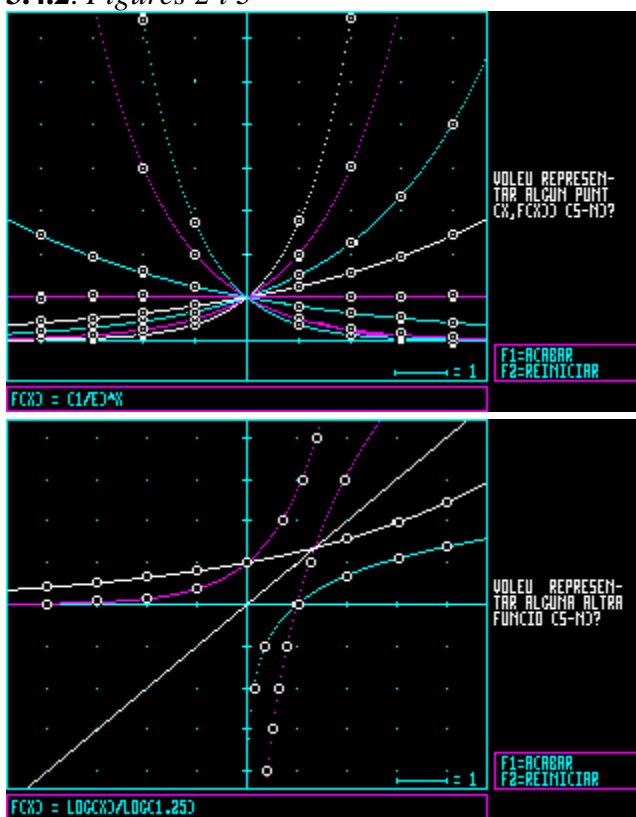 3.4.2. Figures 2 i 3
VOLEU REPRESEN-
TAR ALGUN PUNT
(X,F(X)) (S-N)?
= 1
F1=ACABAR
F2=REINICIAR
F(X) = (1/E)^X
VOLEU REPRESEN-
TAR ALGUNA ALTRA
FUNCIO (S-N)?
= 1
F1=ACABAR
F2=REINICIAR
F(X) = LOG(X)/LOG(1.25)